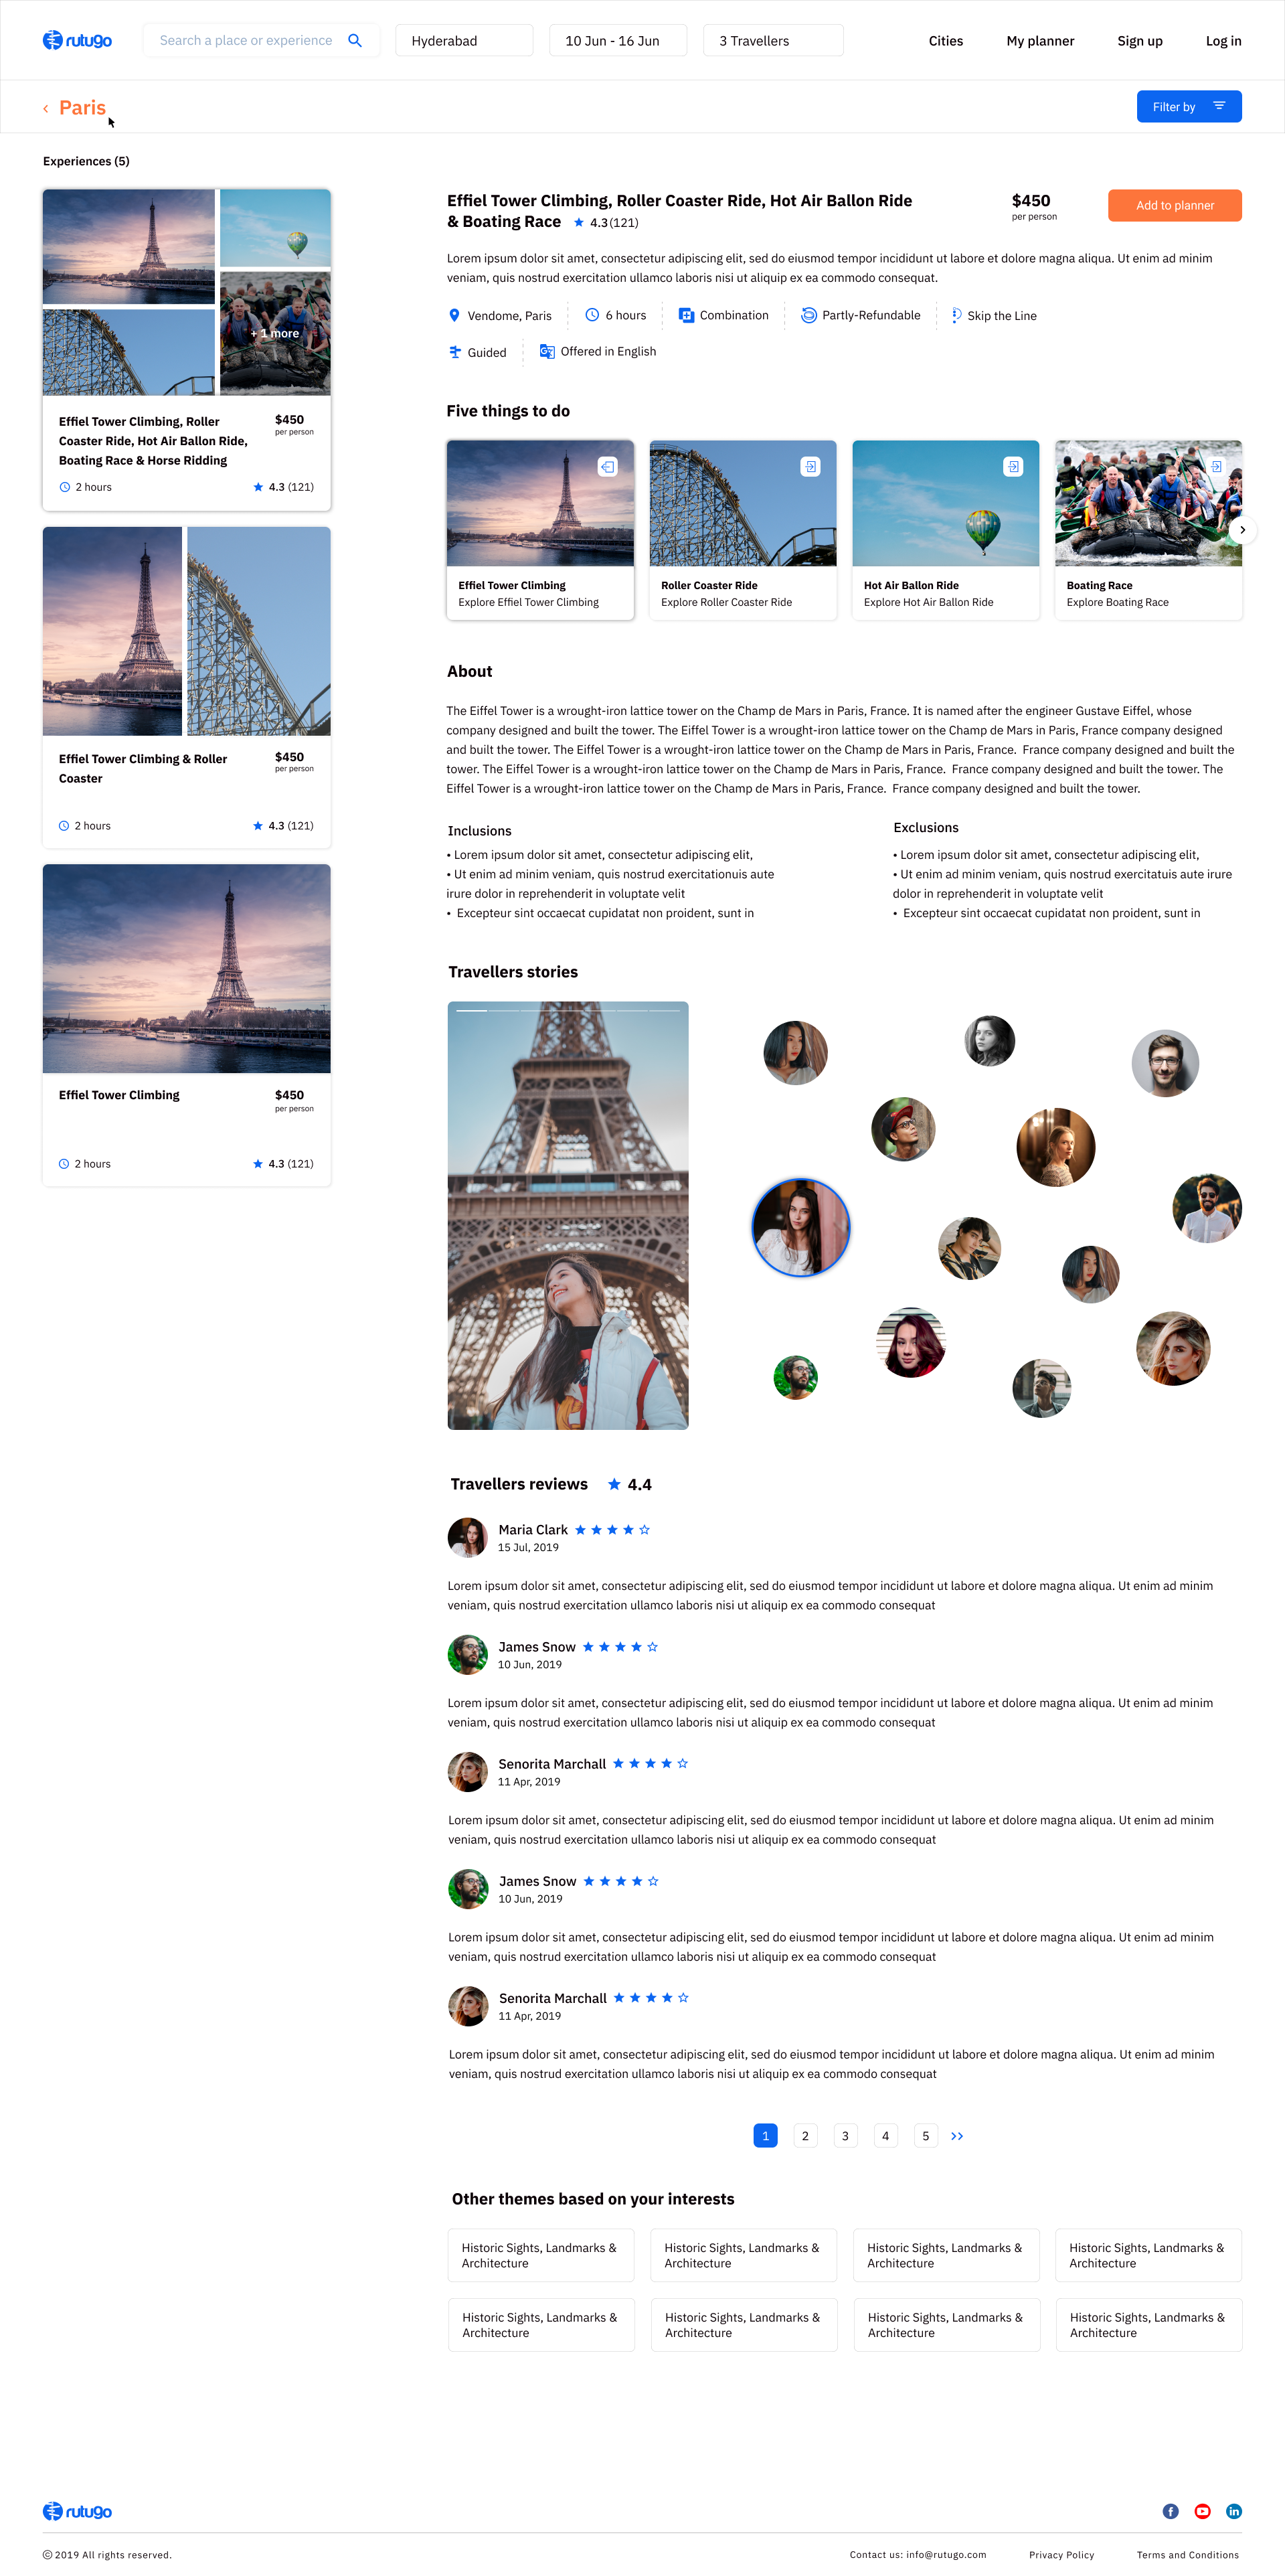 rutugo
Search a place or experience
Hyderabad
10 Jun - 16 Jun
3 Travellers
Cities
My planner
Sign up
Log in
Paris
Filter by
Experiences (5)
+ 1 more
Effiel Tower Climbing, Roller
Coaster Ride, Hot Air Ballon Ride,
Boating Race & Horse Ridding
$450
per person
2 hours
4.3 (121)
Effiel Tower Climbing & Roller
Coaster
$450
per person
2 hours
4.3 (121)
Effiel Tower Climbing
$450
per person
2 hours
4.3 (121)
Effiel Tower Climbing, Roller Coaster Ride, Hot Air Ballon Ride
& Boating Race 4.3(121)
$450
per person
Add to planner
Lorem ipsum dolor sit amet, consectetur adipiscing elit, sed do eiusmod tempor incididunt ut labore et dolore magna aliqua. Ut enim ad minim
veniam, quis nostrud exercitation ullamco laboris nisi ut aliquip ex ea commodo consequat.
Vendome, Paris
6 hours
Combination
Partly-Refundable
Skip the Line
Guided
Offered in English
Five things to do
Effiel Tower Climbing
Explore Effiel Tower Climbing
Roller Coaster Ride
Explore Roller Coaster Ride
Hot Air Ballon Ride
Explore Hot Air Ballon Ride
Boating Race
Explore Boating Race
About
The Eiffel Tower is a wrought-iron lattice tower on the Champ de Mars in Paris, France. It is named after the engineer Gustave Eiffel, whose
company designed and built the tower. The Eiffel Tower is a wrought-iron lattice tower on the Champ de Mars in Paris, France company designed
and built the tower. The Eiffel Tower is a wrought-iron lattice tower on the Champ de Mars in Paris, France.  France company designed and built the
tower. The Eiffel Tower is a wrought-iron lattice tower on the Champ de Mars in Paris, France.  France company designed and built the tower. The
Eiffel Tower is a wrought-iron lattice tower on the Champ de Mars in Paris, France.  France company designed and built the tower.
Inclusions
• Lorem ipsum dolor sit amet, consectetur adipiscing elit,
• Ut enim ad minim veniam, quis nostrud exercitationuis aute
irure dolor in reprehenderit in voluptate velit
•  Excepteur sint occaecat cupidatat non proident, sunt in
Exclusions
• Lorem ipsum dolor sit amet, consectetur adipiscing elit,
• Ut enim ad minim veniam, quis nostrud exercitatuis aute irure
dolor in reprehenderit in voluptate velit
•  Excepteur sint occaecat cupidatat non proident, sunt in
Travellers stories
Travellers reviews 4.4
Maria Clark
15 Jul, 2019
Lorem ipsum dolor sit amet, consectetur adipiscing elit, sed do eiusmod tempor incididunt ut labore et dolore magna aliqua. Ut enim ad minim
veniam, quis nostrud exercitation ullamco laboris nisi ut aliquip ex ea commodo consequat
James Snow
10 Jun, 2019
Lorem ipsum dolor sit amet, consectetur adipiscing elit, sed do eiusmod tempor incididunt ut labore et dolore magna aliqua. Ut enim ad minim
veniam, quis nostrud exercitation ullamco laboris nisi ut aliquip ex ea commodo consequat
Senorita Marchall
11 Apr, 2019
Lorem ipsum dolor sit amet, consectetur adipiscing elit, sed do eiusmod tempor incididunt ut labore et dolore magna aliqua. Ut enim ad minim
veniam, quis nostrud exercitation ullamco laboris nisi ut aliquip ex ea commodo consequat
James Snow
10 Jun, 2019
Lorem ipsum dolor sit amet, consectetur adipiscing elit, sed do eiusmod tempor incididunt ut labore et dolore magna aliqua. Ut enim ad minim
veniam, quis nostrud exercitation ullamco laboris nisi ut aliquip ex ea commodo consequat
Senorita Marchall
11 Apr, 2019
Lorem ipsum dolor sit amet, consectetur adipiscing elit, sed do eiusmod tempor incididunt ut labore et dolore magna aliqua. Ut enim ad minim
veniam, quis nostrud exercitation ullamco laboris nisi ut aliquip ex ea commodo consequat
1 2 3 4 5 >>
Other themes based on your interests
Historic Sights, Landmarks &
Architecture
Historic Sights, Landmarks &
Architecture
Historic Sights, Landmarks &
Architecture
Historic Sights, Landmarks &
Architecture
Historic Sights, Landmarks &
Architecture
Historic Sights, Landmarks &
Architecture
Historic Sights, Landmarks &
Architecture
Historic Sights, Landmarks &
Architecture
rutugo
© 2019 All rights reserved.
Contact us: info@rutugo.com
Privacy Policy
Terms and Conditions